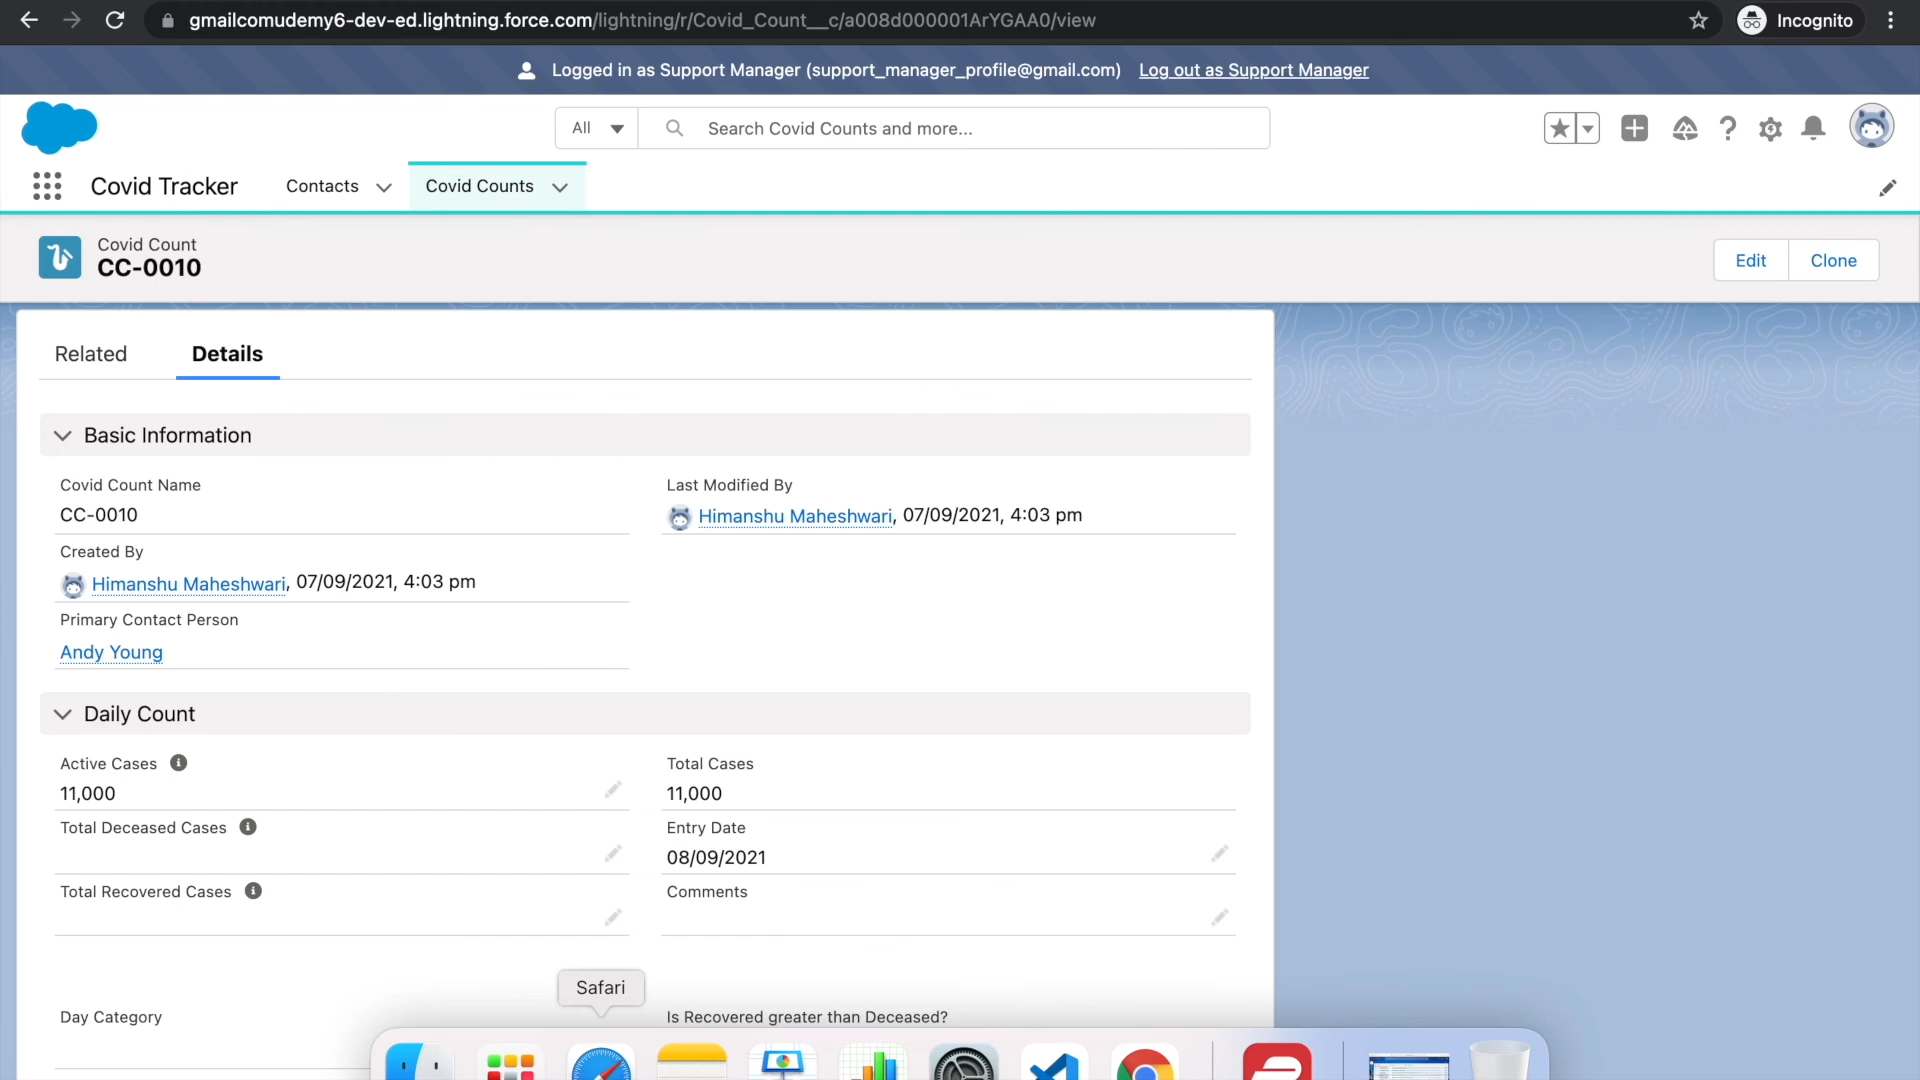 gmailcomudemy6-dev-ed.lightning.force.com/lightning/r/Covid_Count__c/a008d000001ArYGAA0/view
Incognito
Logged in as Support Manager (support_manager_profile@gmail.com) Log out as Support Manager
All
Search Covid Counts and more...
Covid Tracker
Contacts
Covid Counts
Covid Count
CC-0010
Edit
Clone
Related
Details
Basic Information
Covid Count Name
CC-0010
Last Modified By
Himanshu Maheshwari, 07/09/2021, 4:03 pm
Created By
Himanshu Maheshwari, 07/09/2021, 4:03 pm
Primary Contact Person
Andy Young
Daily Count
Active Cases
11,000
Total Cases
11,000
Total Deceased Cases
Entry Date
08/09/2021
Total Recovered Cases
Comments
Safari
Day Category
Is Recovered greater than Deceased?